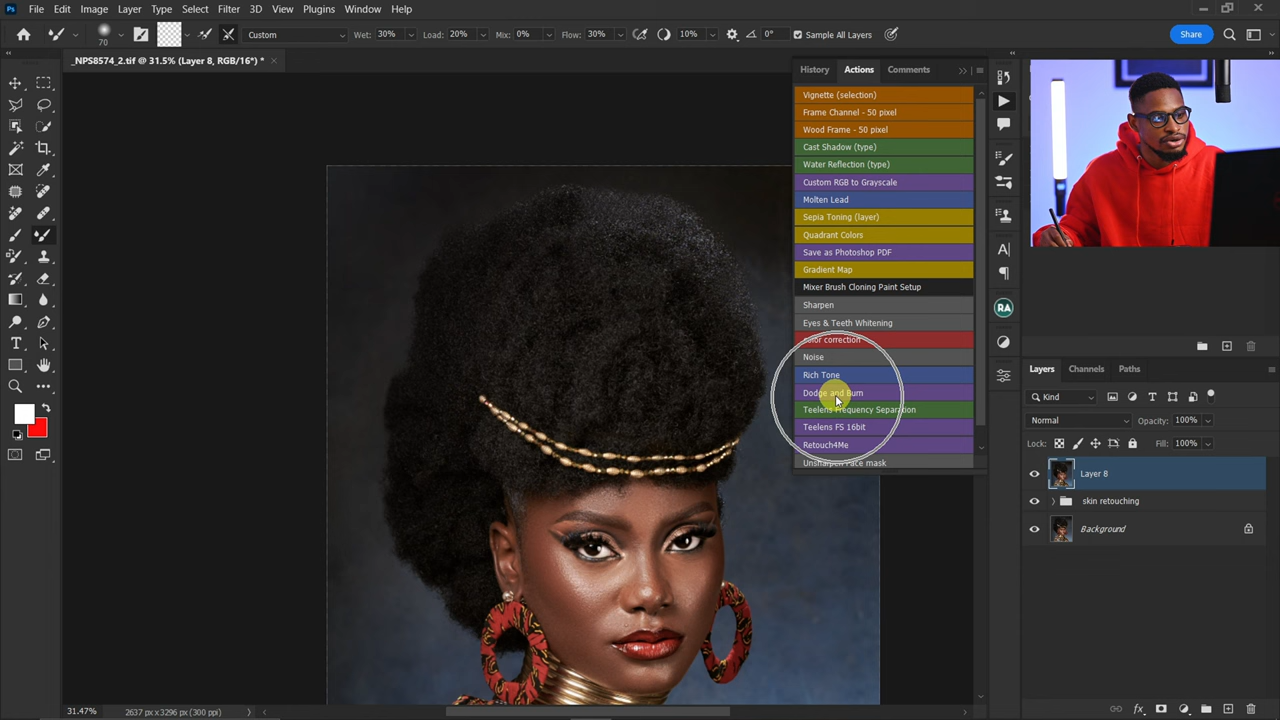 Ps File Edit Image Layer Type Select Filter 3D View Plugins Window Help
70 Custom Wet: 30% Load: 20% Mix: 0% Flow: 30% 10% 0° Sample All Layers Share
_NPS8574_2.tif @ 31.5% (Layer 8, RGB/16*) *
History Actions Comments
Vignette (selection)
Frame Channel - 50 pixel
Wood Frame - 50 pixel
Cast Shadow (type)
Water Reflection (type)
Custom RGB to Grayscale
Molten Lead
Sepia Toning (layer)
Quadrant Colors
Save as Photoshop PDF
Gradient Map
Mixer Brush Cloning Paint Setup
Sharpen
Eyes & Teeth Whitening
color correction
Noise
Rich Tone
Dodge and Burn
Teelens Frequency Separation
Teelens FS 16bit
Retouch4Me
Unsharpen Face mask
RA
Layers Channels Paths
Kind
Normal Opacity: 100%
Lock: Fill: 100%
Layer 8
skin retouching
Background
31.47% 2637 px x 3296 px (300 ppi)